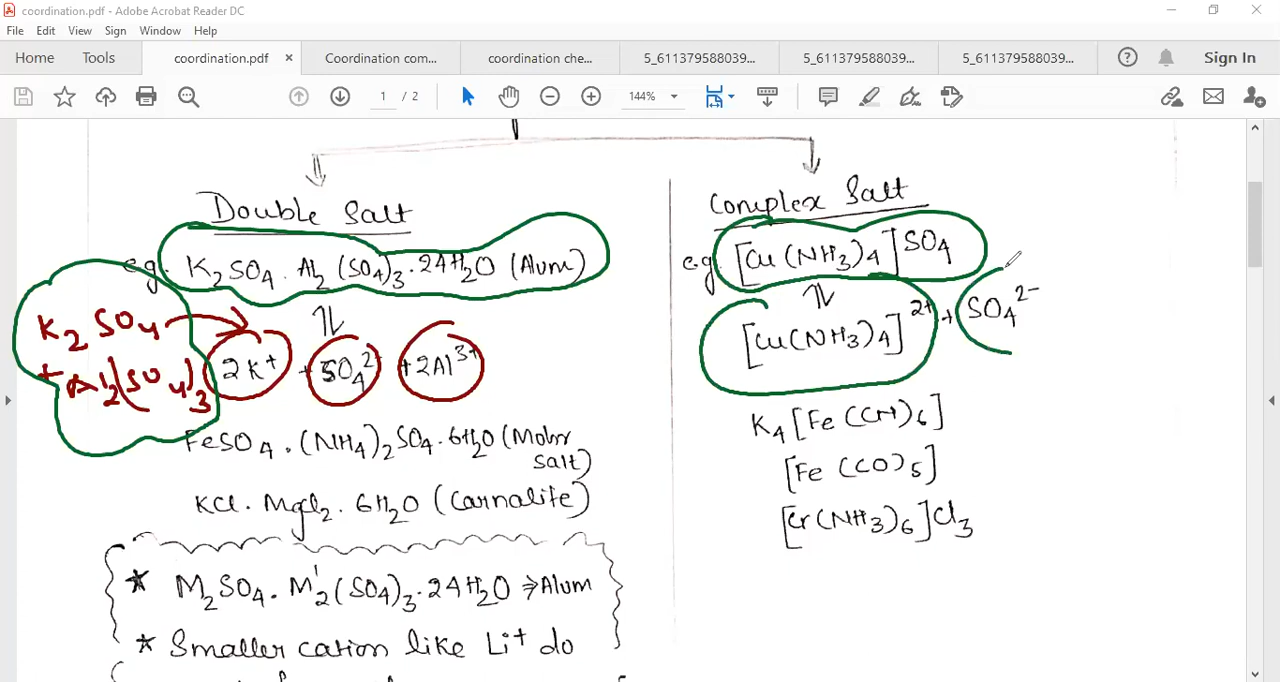 coordination.pdf - Adobe Acrobat Reader DC
File Edit View Sign Window Help
Home Tools coordination.pdf × Coordination com... coordination che... 5_611379588039... 5_611379588039... 5_611379588039... Sign In
1 / 2 144%
Double Salt
e.g. K₂SO₄ . Al₂ (SO₄)₃ . 24H₂O (Alum)
⇌
K₂SO₄
+ Al₂(SO₄)₃
2K⁺ + SO₄²⁻ + 2Al³⁺
FeSO₄ . (NH₄)₂SO₄ . 6H₂O (Mohr
salt)
KCl . MgCl₂ . 6H₂O (Carnalite)
* M₂SO₄ . M'₂(SO₄)₃ . 24H₂O ⇒ Alum
* Smaller cation like Li⁺ do
Complex Salt
e.g. [Cu(NH₃)₄]SO₄
⇌
[Cu(NH₃)₄]²⁺ + SO₄²⁻
K₄[Fe(CN)₆]
[Fe(CO)₅]
[Cr(NH₃)₆]Cl₃